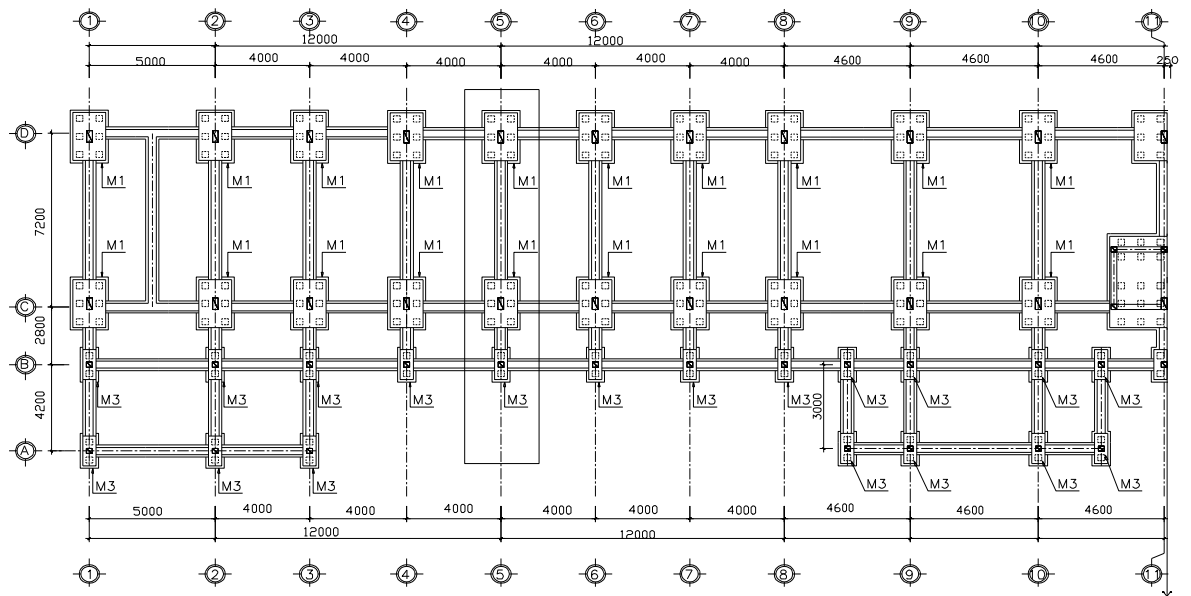 1 2 3 4 5 6 7 8 9 10 11
12000 12000
5000 4000 4000 4000 4000 4000 4000 4600 4600 4600 250
D
M1 M1 M1 M1 M1 M1 M1 M1 M1 M1
7200
M1 M1 M1 M1 M1 M1 M1 M1 M1 M1
C
2800
B
M3 M3 M3 M3 M3 M3 M3 M3 M3 M3 M3 M3
4200 3000
A
M3 M3 M3 M3 M3 M3 M3
5000 4000 4000 4000 4000 4000 4000 4600 4600 4600
12000 12000
1 2 3 4 5 6 7 8 9 10 11